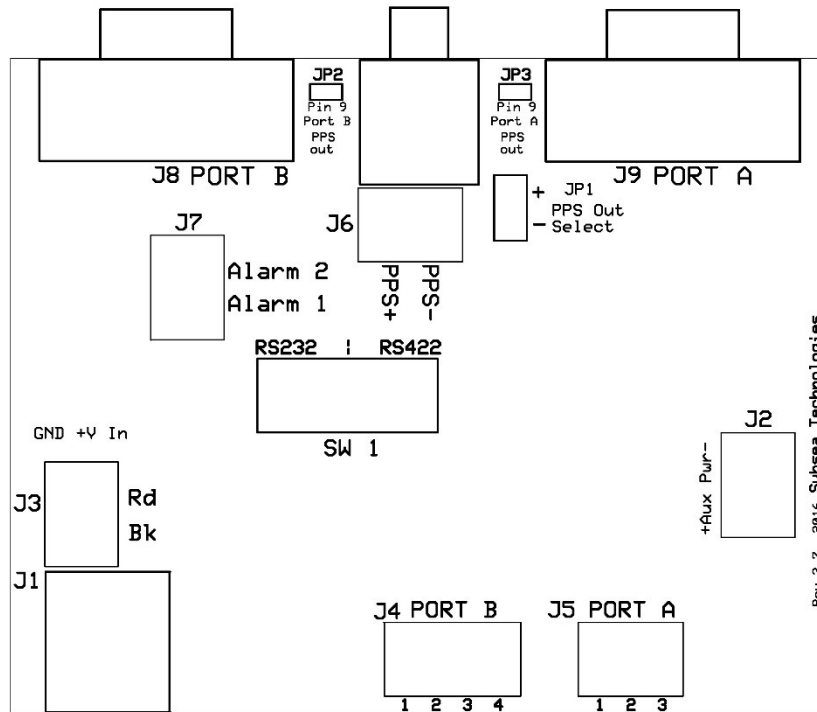 JP2
Pin 9
Port B
PPS
out
JP3
Pin 9
Port A
PPS
out
J8 PORT B
J9 PORT A
+ JP1
PPS Out
- Select
J7
J6
Alarm 2
Alarm 1
PPS+
PPS-
RS232 | RS422
SW 1
GND +V In
J3
Rd
Bk
J1
J2
+Aux Pwr-
2016 Subsea Technologies
J4 PORT B
1 2 3 4
J5 PORT A
1 2 3